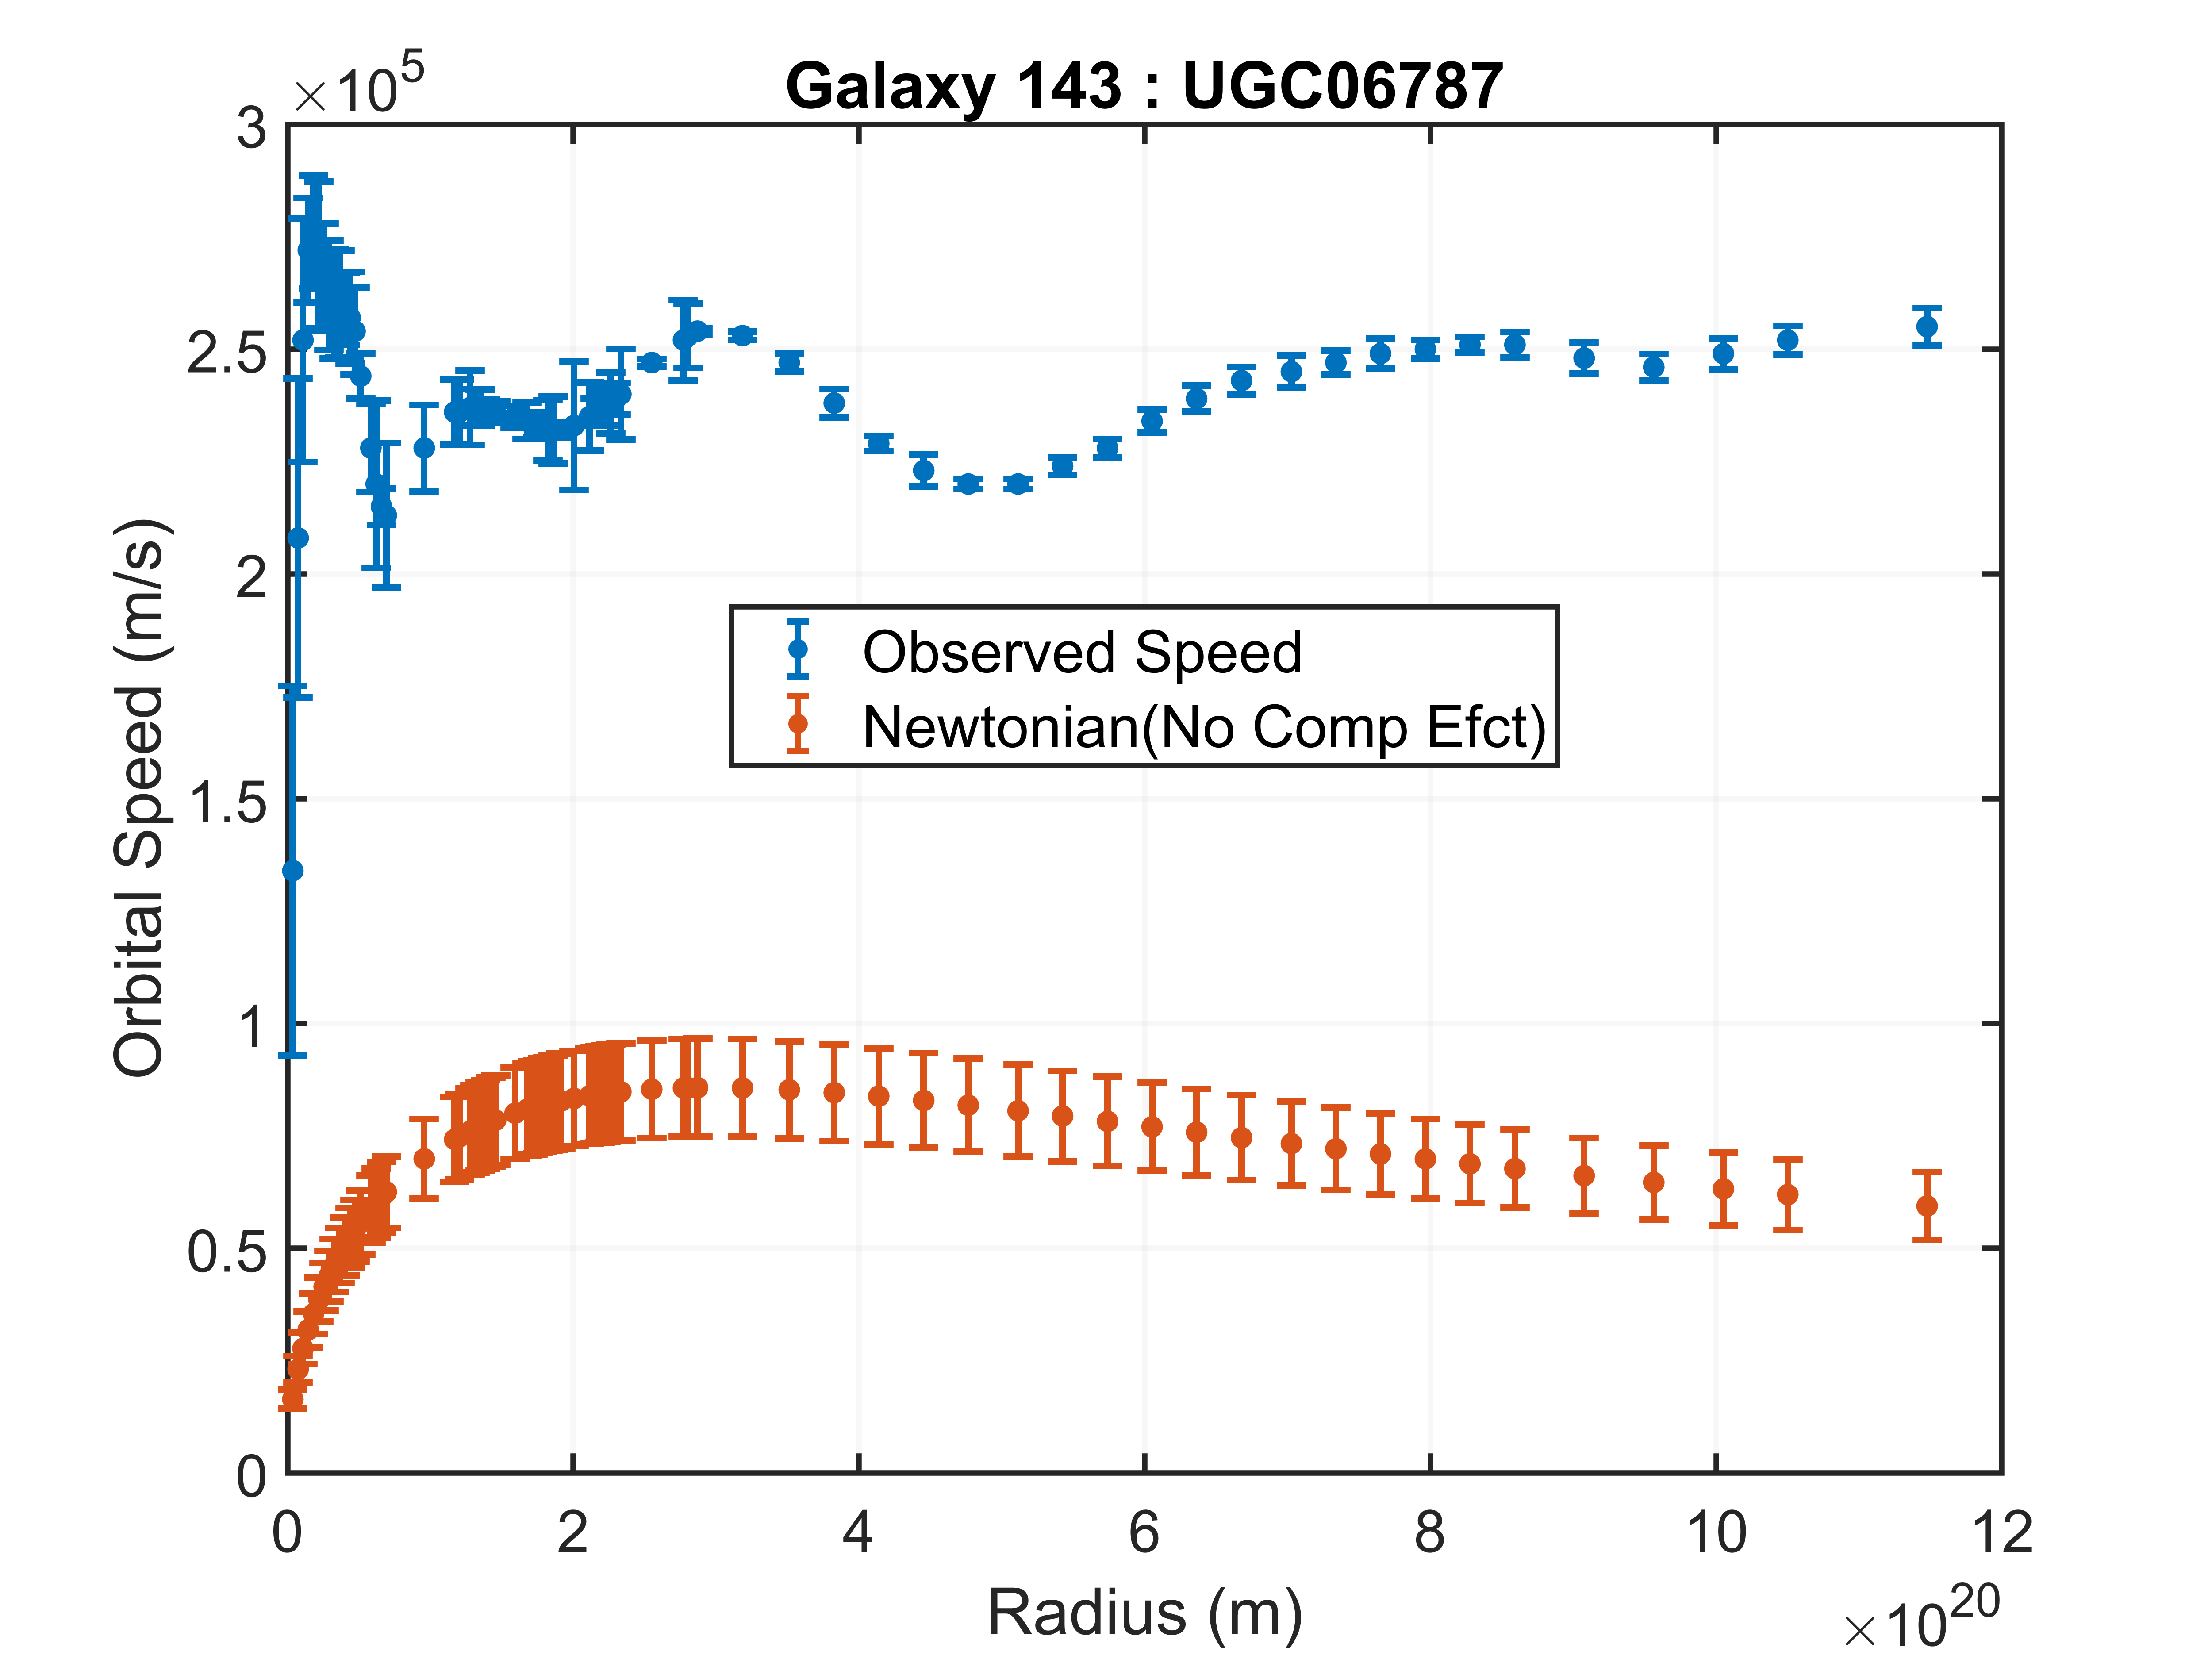 Galaxy 143 : UGC06787
×10⁵
3
2.5
2
1.5
1
0.5
0
Orbital Speed (m/s)
Observed Speed
Newtonian(No Comp Efct)
0 2 4 6 8 10 12
Radius (m)
×10²⁰